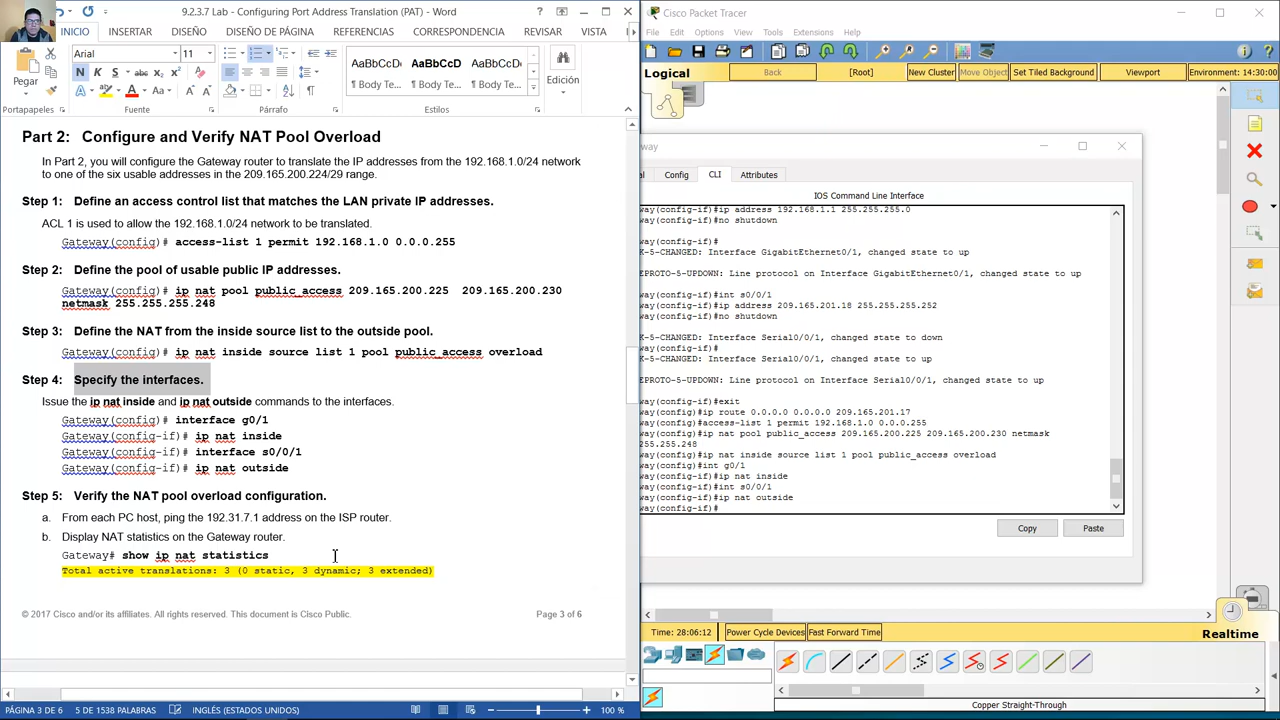 9.2.3.7 Lab - Configuring Port Address Translation (PAT) - Word
INICIO INSERTAR DISEÑO DISEÑO DE PÁGINA REFERENCIAS CORRESPONDENCIA REVISAR VISTA
Arial 11
Pegar
N K S abc x₂ x²
AaBbCcD AaBbCcD AaBbCcD
¶ Body Te... ¶ Body Te... ¶ Body Te...
Edición
Portapapeles Fuente Párrafo Estilos
Part 2: Configure and Verify NAT Pool Overload
In Part 2, you will configure the Gateway router to translate the IP addresses from the 192.168.1.0/24 network
to one of the six usable addresses in the 209.165.200.224/29 range.
Step 1: Define an access control list that matches the LAN private IP addresses.
ACL 1 is used to allow the 192.168.1.0/24 network to be translated.
Gateway(config)# access-list 1 permit 192.168.1.0 0.0.0.255
Step 2: Define the pool of usable public IP addresses.
Gateway(config)# ip nat pool public_access 209.165.200.225 209.165.200.230
netmask 255.255.255.248
Step 3: Define the NAT from the inside source list to the outside pool.
Gateway(config)# ip nat inside source list 1 pool public_access overload
Step 4: Specify the interfaces.
Issue the ip nat inside and ip nat outside commands to the interfaces.
Gateway(config)# interface g0/1
Gateway(config-if)# ip nat inside
Gateway(config-if)# interface s0/0/1
Gateway(config-if)# ip nat outside
Step 5: Verify the NAT pool overload configuration.
a. From each PC host, ping the 192.31.7.1 address on the ISP router.
b. Display NAT statistics on the Gateway router.
Gateway# show ip nat statistics
Total active translations: 3 (0 static, 3 dynamic; 3 extended)
© 2017 Cisco and/or its affiliates. All rights reserved. This document is Cisco Public. Page 3 of 6
PÁGINA 3 DE 6 5 DE 1538 PALABRAS INGLÉS (ESTADOS UNIDOS) 100 %
Cisco Packet Tracer
File Edit Options View Tools Extensions Help
Logical Back [Root] New Cluster Move Object Set Tiled Background Viewport Environment: 14:30:00
way
al Config CLI Attributes
IOS Command Line Interface
way(config-if)#ip address 192.168.1.1 255.255.255.0
way(config-if)#no shutdown
way(config-if)#
K-5-CHANGED: Interface GigabitEthernet0/1, changed state to up
EPROTO-5-UPDOWN: Line protocol on Interface GigabitEthernet0/1, changed state to up
way(config-if)#int s0/0/1
way(config-if)#ip address 209.165.201.18 255.255.255.252
way(config-if)#no shutdown
K-5-CHANGED: Interface Serial0/0/1, changed state to down
way(config-if)#
K-5-CHANGED: Interface Serial0/0/1, changed state to up
EPROTO-5-UPDOWN: Line protocol on Interface Serial0/0/1, changed state to up
way(config-if)#exit
way(config)#ip route 0.0.0.0 0.0.0.0 209.165.201.17
way(config)#access-list 1 permit 192.168.1.0 0.0.0.255
way(config)#ip nat pool public_access 209.165.200.225 209.165.200.230 netmask
255.255.248
way(config)#ip nat inside source list 1 pool public_access overload
way(config)#int g0/1
way(config-if)#ip nat inside
way(config-if)#int s0/0/1
way(config-if)#ip nat outside
way(config-if)#
Copy Paste
Time: 28:06:12 Power Cycle Devices Fast Forward Time Realtime
Copper Straight-Through